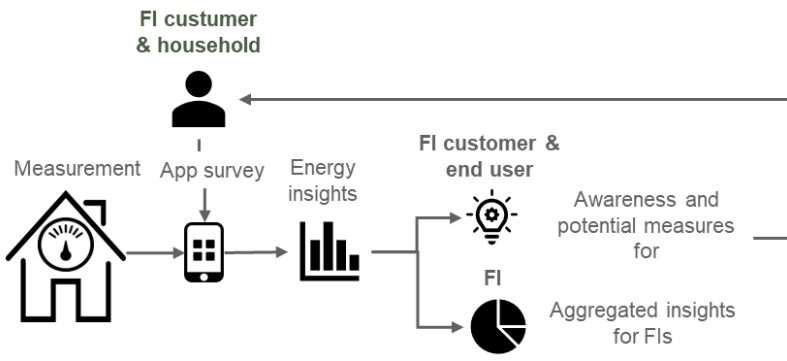 FI custumer
& household
Measurement
App survey
Energy
insights
FI customer &
end user
Awareness and
potential measures
for
FI
Aggregated insights
for FIs